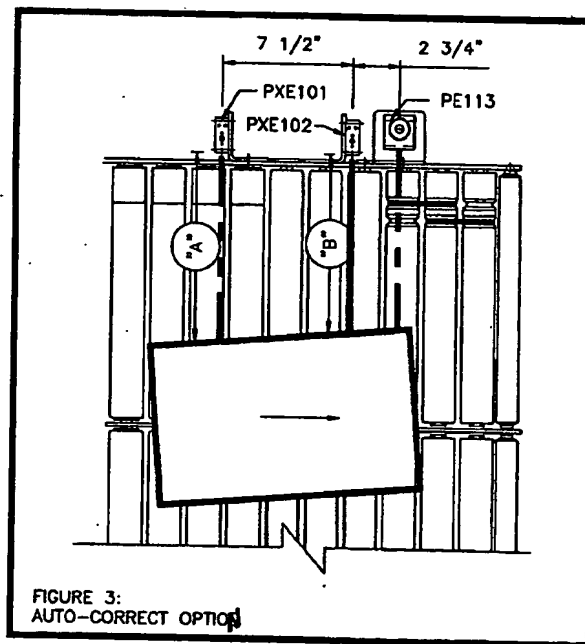 7 1/2" 2 3/4"
PXE101
PXE102 PE113
"A" "B"
FIGURE 3:
AUTO-CORRECT OPTION